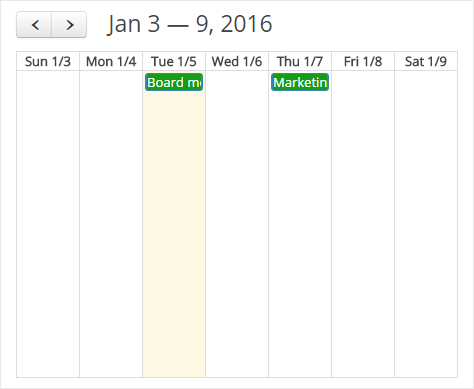 Jan 3 — 9, 2016
Sun 1/3 Mon 1/4 Tue 1/5 Wed 1/6 Thu 1/7 Fri 1/8 Sat 1/9
Board me Marketin